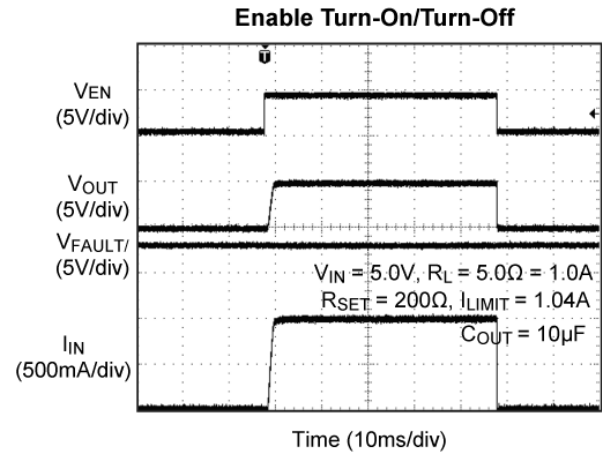 Enable Turn-On/Turn-Off
T
VEN
(5V/div)
VOUT
(5V/div)
VFAULT/
(5V/div)
VIN = 5.0V, RL = 5.0Ω = 1.0A
RSET = 200Ω, ILIMIT = 1.04A
COUT = 10µF
IIN
(500mA/div)
Time (10ms/div)